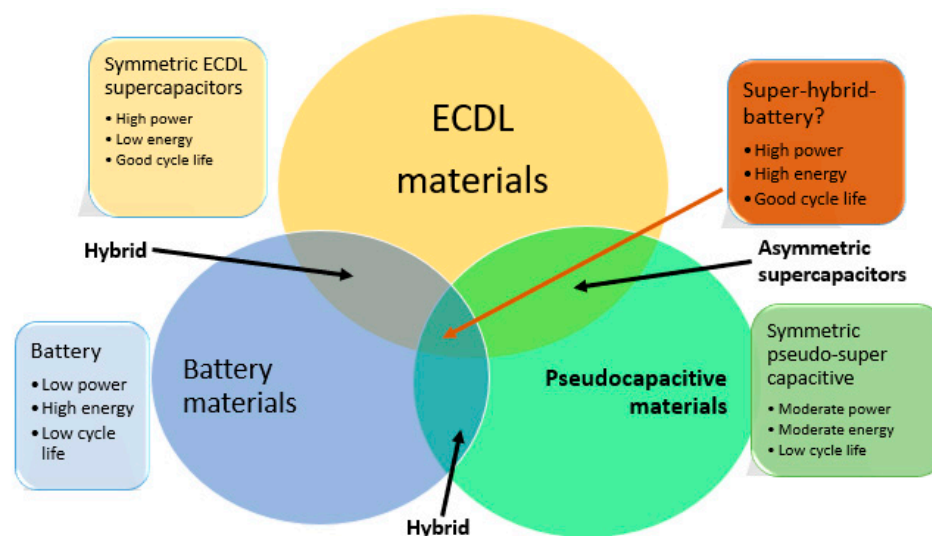 Symmetric ECDL
supercapacitors
• High power
• Low energy
• Good cycle life
ECDL
materials
Super-hybrid-
battery?
• High power
• High energy
• Good cycle life
Hybrid
Asymmetric
supercapacitors
Battery
• Low power
• High energy
• Low cycle
life
Battery
materials
Pseudocapacitive
materials
Symmetric
pseudo-super
capacitive
• Moderate power
• Moderate energy
• Low cycle life
Hybrid